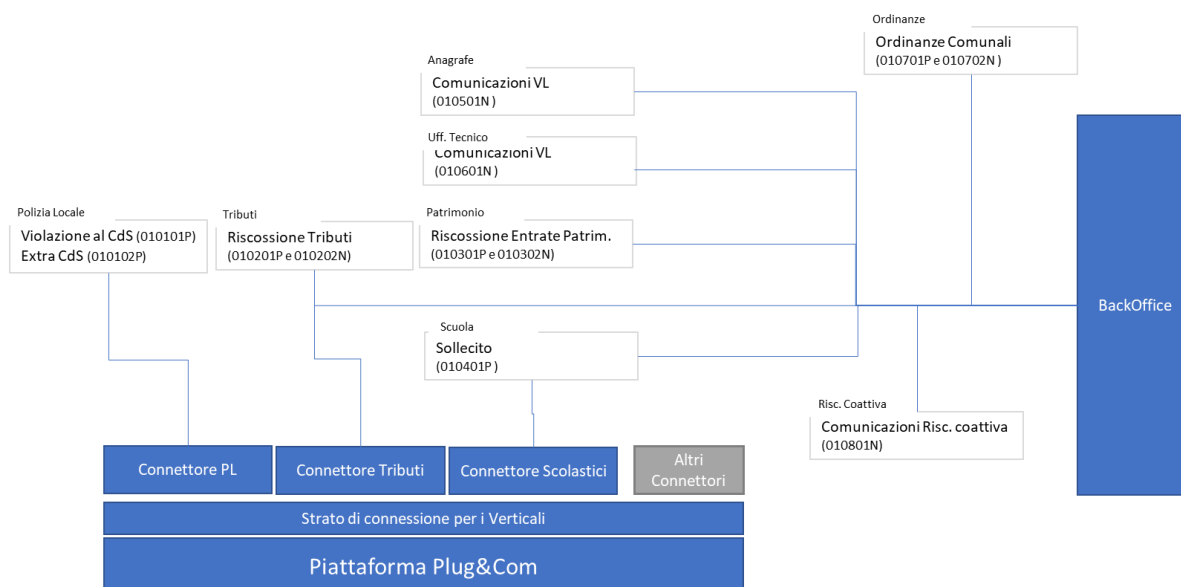 Ordinanze
Ordinanze Comunali
(010701P e 010702N )
Anagrafe
Comunicazioni VL
(010501N )
Uff. Tecnico
Comunicazioni VL
(010601N )
Polizia Locale
Violazione al CdS (010101P)
Extra CdS (010102P)
Tributi
Riscossione Tributi
(010201P e 010202N)
Patrimonio
Riscossione Entrate Patrim.
(010301P e 010302N)
BackOffice
Scuola
Sollecito
(010401P )
Risc. Coattiva
Comunicazioni Risc. coattiva
(010801N)
Connettore PL
Connettore Tributi
Connettore Scolastici
Altri
Connettori
Strato di connessione per i Verticali
Piattaforma Plug&Com